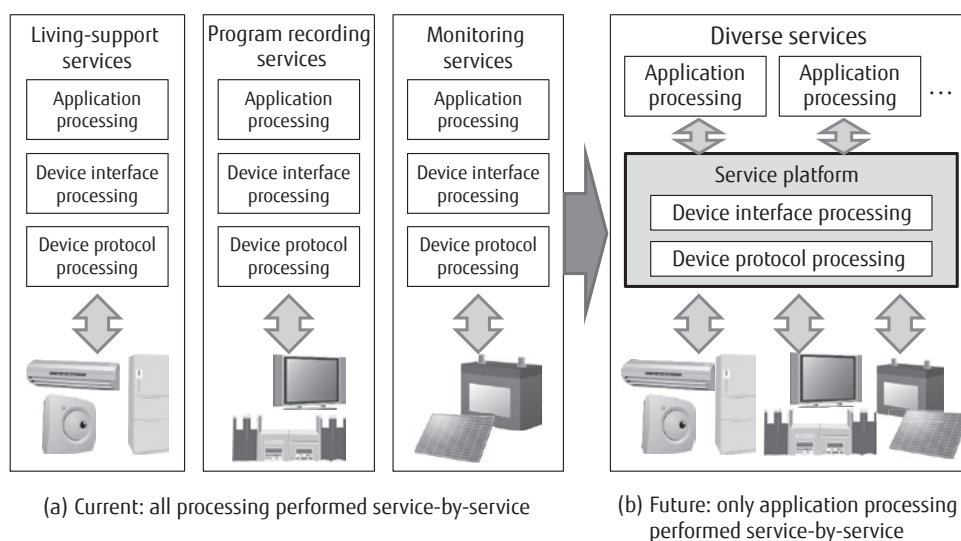 Living-support
services
Application
processing
Device interface
processing
Device protocol
processing
Program recording
services
Application
processing
Device interface
processing
Device protocol
processing
Monitoring
services
Application
processing
Device interface
processing
Device protocol
processing
(a) Current: all processing performed service-by-service
Diverse services
Application
processing
Application
processing
...
Service platform
Device interface processing
Device protocol processing
(b) Future: only application processing
performed service-by-service